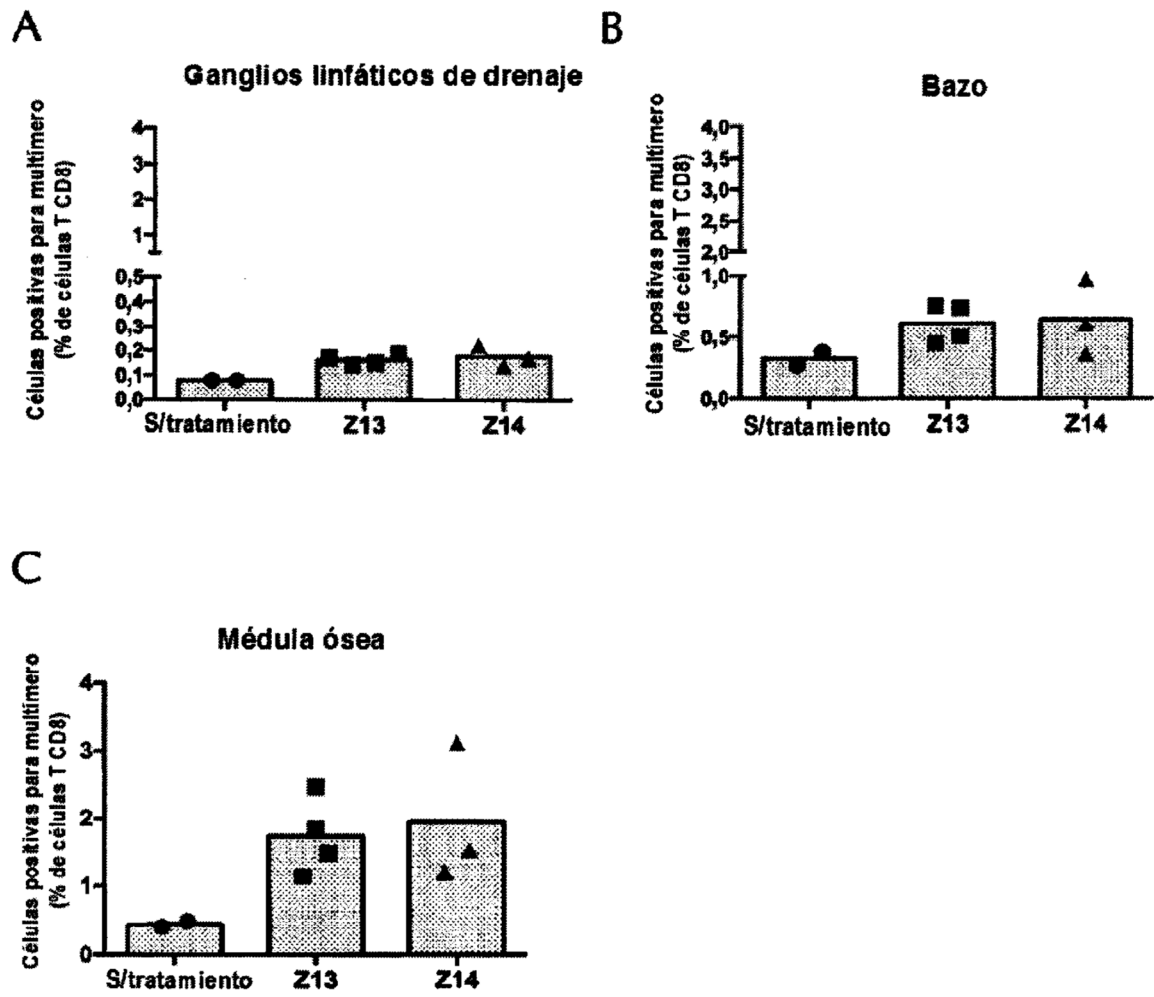 A
Ganglios linfáticos de drenaje
Células positivas para multímero
(% de células T CD8)
4
3
2
1
0,5
0,4
0,3
0,2
0,1
0,0
S/tratamiento
Z13
Z14
B
Bazo
Células positivas para multímero
(% de células T CD8)
4,0
3,5
3,0
2,5
2,0
1,0
0,5
0,0
S/tratamiento
Z13
Z14
C
Médula ósea
Células positivas para multímero
(% de células T CD8)
4
3
2
1
0
S/tratamiento
Z13
Z14